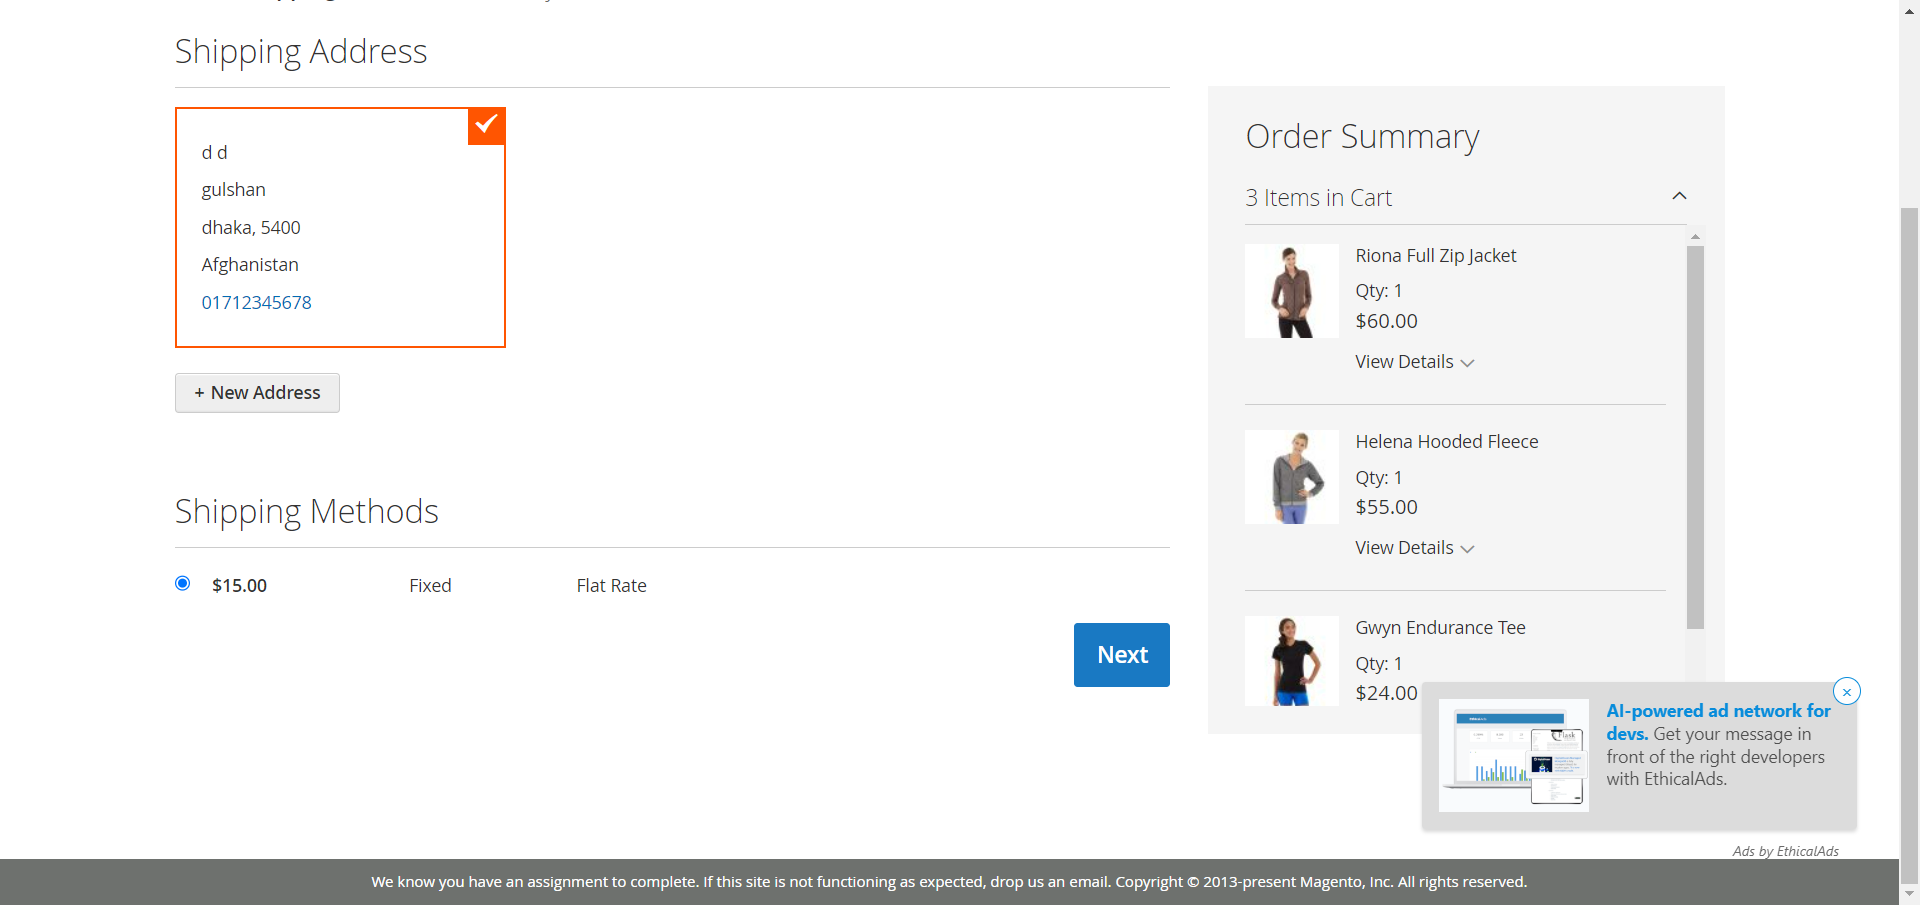 Shipping Address
d d
gulshan
dhaka, 5400
Afghanistan
01712345678
+ New Address
Shipping Methods
$15.00 Fixed Flat Rate
Next
Order Summary
3 Items in Cart
Riona Full Zip Jacket
Qty: 1
$60.00
View Details
Helena Hooded Fleece
Qty: 1
$55.00
View Details
Gwyn Endurance Tee
Qty: 1
$24.00
AI-powered ad network for
devs. Get your message in
front of the right developers
with EthicalAds.
Ads by EthicalAds
We know you have an assignment to complete. If this site is not functioning as expected, drop us an email. Copyright © 2013-present Magento, Inc. All rights reserved.